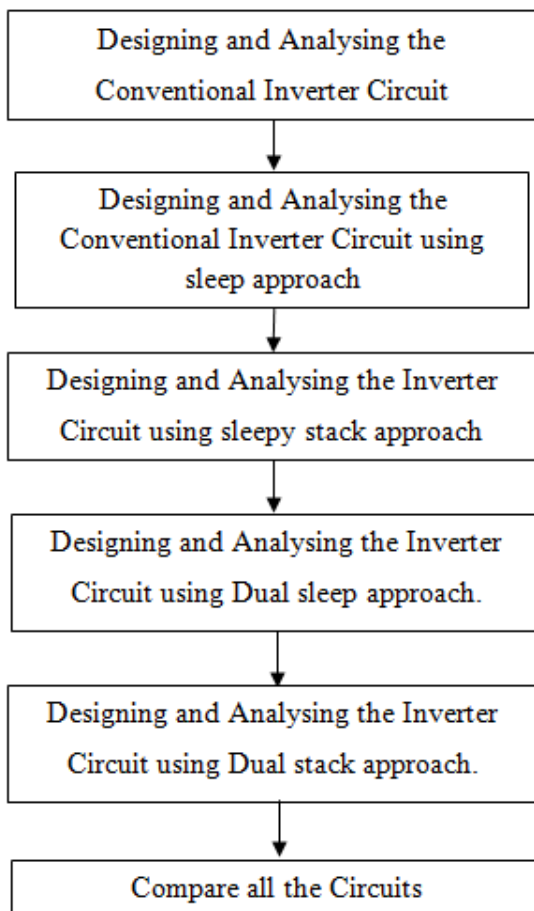 Designing and Analysing the
Conventional Inverter Circuit
Designing and Analysing the
Conventional Inverter Circuit using
sleep approach
Designing and Analysing the Inverter
Circuit using sleepy stack approach
Designing and Analysing the Inverter
Circuit using Dual sleep approach.
Designing and Analysing the Inverter
Circuit using Dual stack approach.
Compare all the Circuits